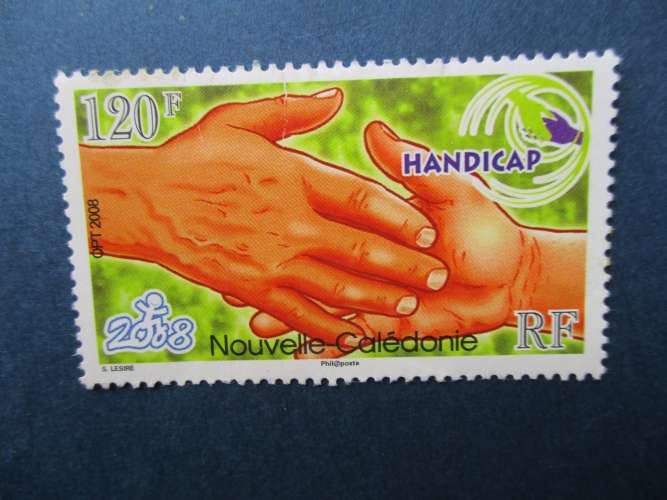 120F
HANDICAP
OPT 2008
2008
Nouvelle-Calédonie
RF
S. LESIRE
Phil@poste